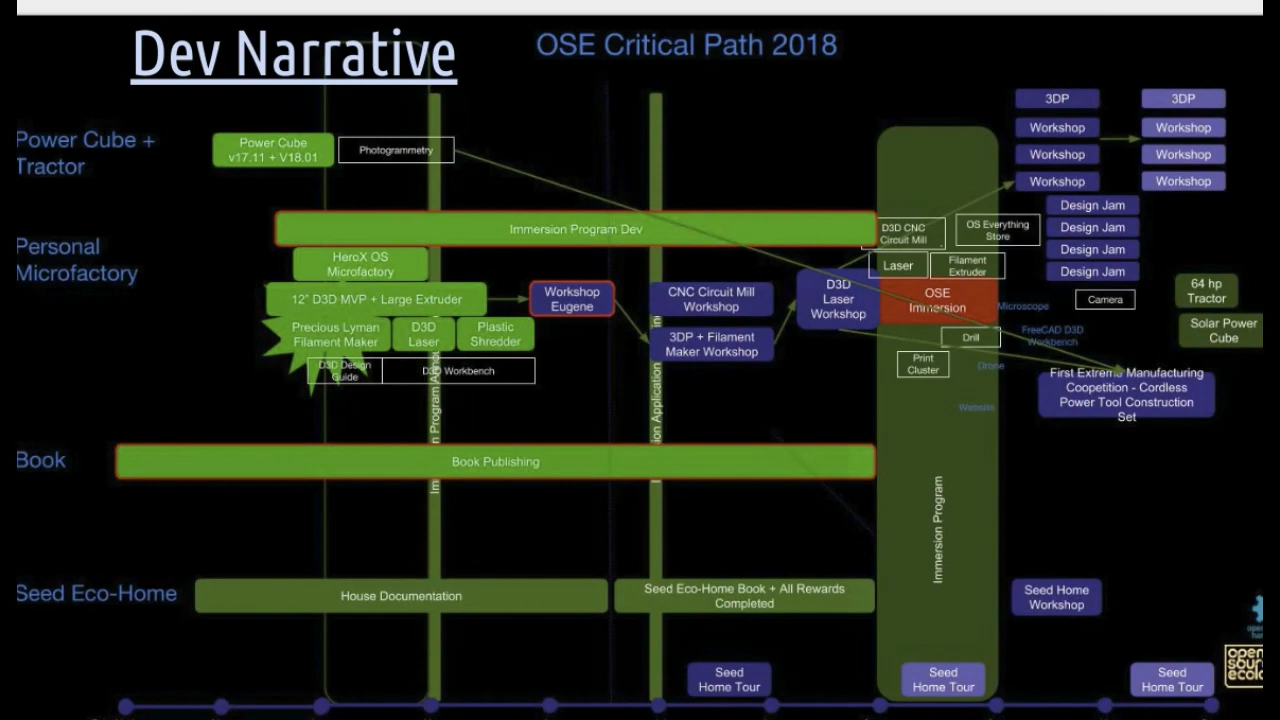 Dev Narrative
OSE Critical Path 2018
3DP
3DP
Workshop
Workshop
Workshop
Workshop
Workshop
Workshop
Power Cube +
Tractor
Power Cube
v17.11 + V18.01
Photogrammetry
Design Jam
Design Jam
Design Jam
Design Jam
Immersion Program Dev
D3D CNC
Circuit Mill
OS Everything
Store
Personal
Microfactory
HeroX OS
Microfactory
Laser
Filament
Extruder
12" D3D MVP + Large Extruder
Workshop
Eugene
CNC Circuit Mill
Workshop
D3D
Laser
Workshop
OSE
Immersion
Microscope
Camera
64 hp
Tractor
Precious Lyman
Filament Maker
D3D
Laser
Plastic
Shredder
3DP + Filament
Maker Workshop
Drill
FreeCAD D3D
Workbench
Solar Power
Cube
D3D Design
Guide
D3D Workbench
Print
Cluster
Drone
First Extreme Manufacturing
Coopetition - Cordless
Power Tool Construction
Set
Website
Book
Book Publishing
Immersion Program
Seed Eco-Home
House Documentation
Seed Eco-Home Book + All Rewards
Completed
Seed Home
Workshop
Seed
Home Tour
Seed
Home Tour
Seed
Home Tour
open